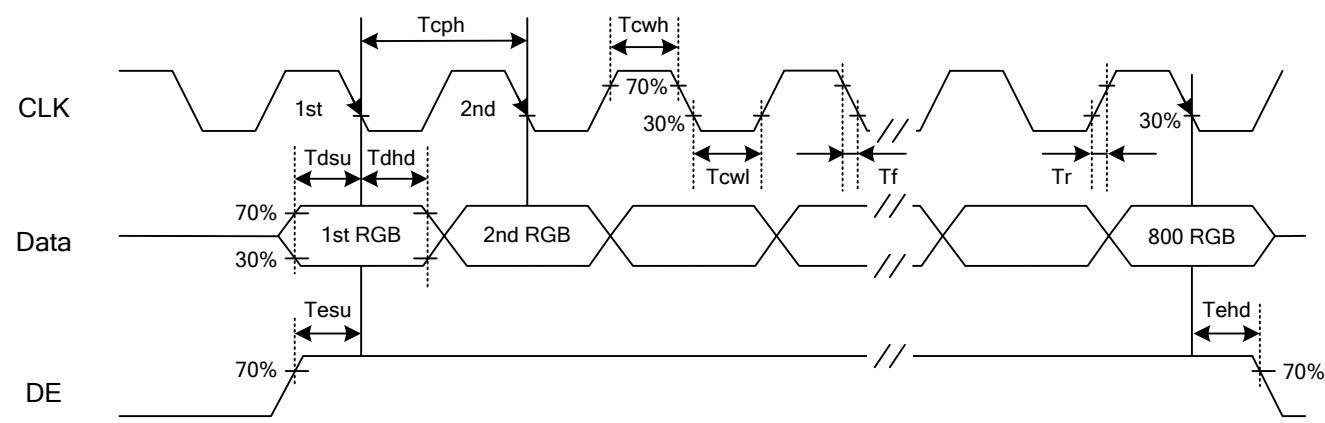 Tcph
Tcwh
CLK
1st
2nd
70%
30%
30%
Tdsu
Tdhd
Tcwl
Tf
Tr
Data
70%
30%
1st RGB
2nd RGB
800 RGB
Tesu
Tehd
DE
70%
70%